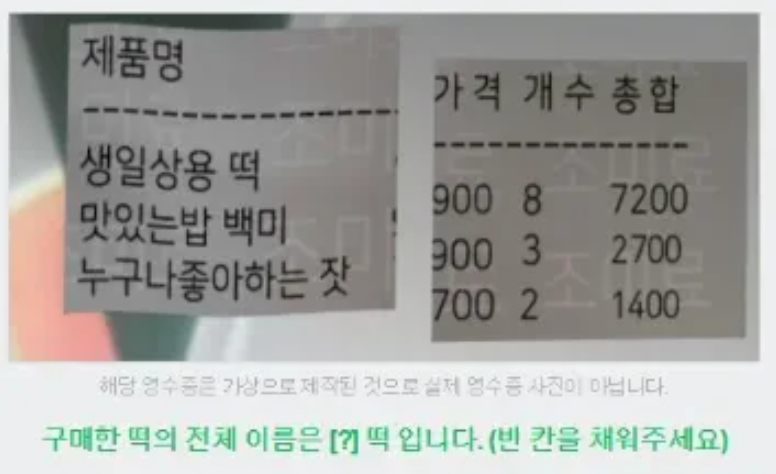 제품명
가격 개수 총합
생일상용 떡
900 8 7200
맛있는밥 백미
900 3 2700
누구나좋아하는 잣
700 2 1400
해당 영수증은 가상으로 제작된 것으로 실제 영수증 사진이 아닙니다.
구매한 떡의 전체 이름은 [?] 떡 입니다. (빈 칸을 채워주세요)